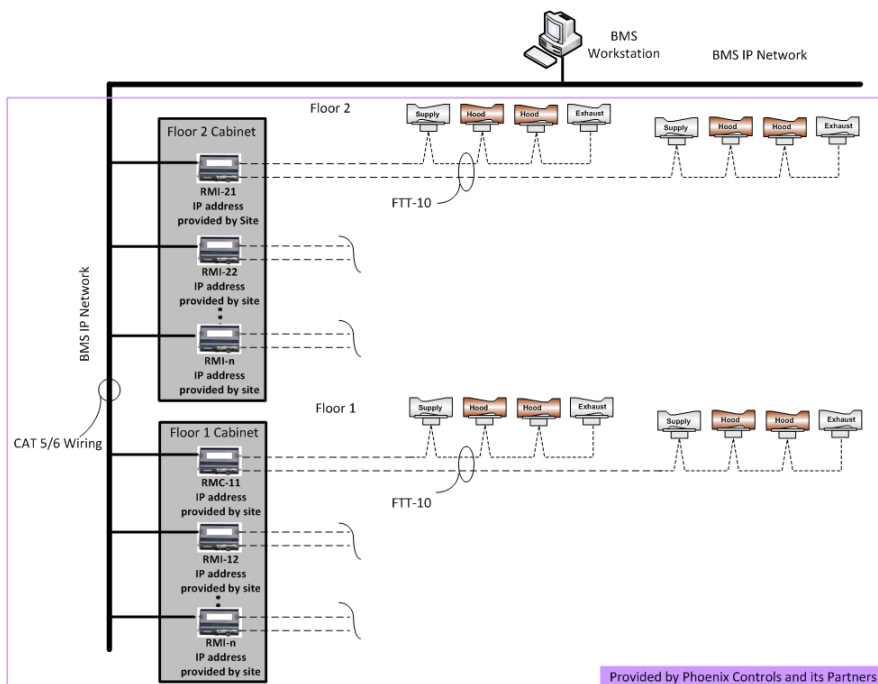 BMS
Workstation
BMS IP Network
Floor 2
Supply
Hood
Hood
Exhaust
Supply
Hood
Hood
Exhaust
Floor 2 Cabinet
RMI-21
IP address
provided by Site
FTT-10
RMI-22
IP address
provided by site
RMI-n
IP address
provided by site
BMS IP Network
CAT 5/6 Wiring
Floor 1
Supply
Hood
Hood
Exhaust
Supply
Hood
Hood
Exhaust
Floor 1 Cabinet
RMC-11
IP address
provided by site
FTT-10
RMI-12
IP address
provided by site
RMI-n
IP address
provided by site
Provided by Phoenix Controls and its Partners